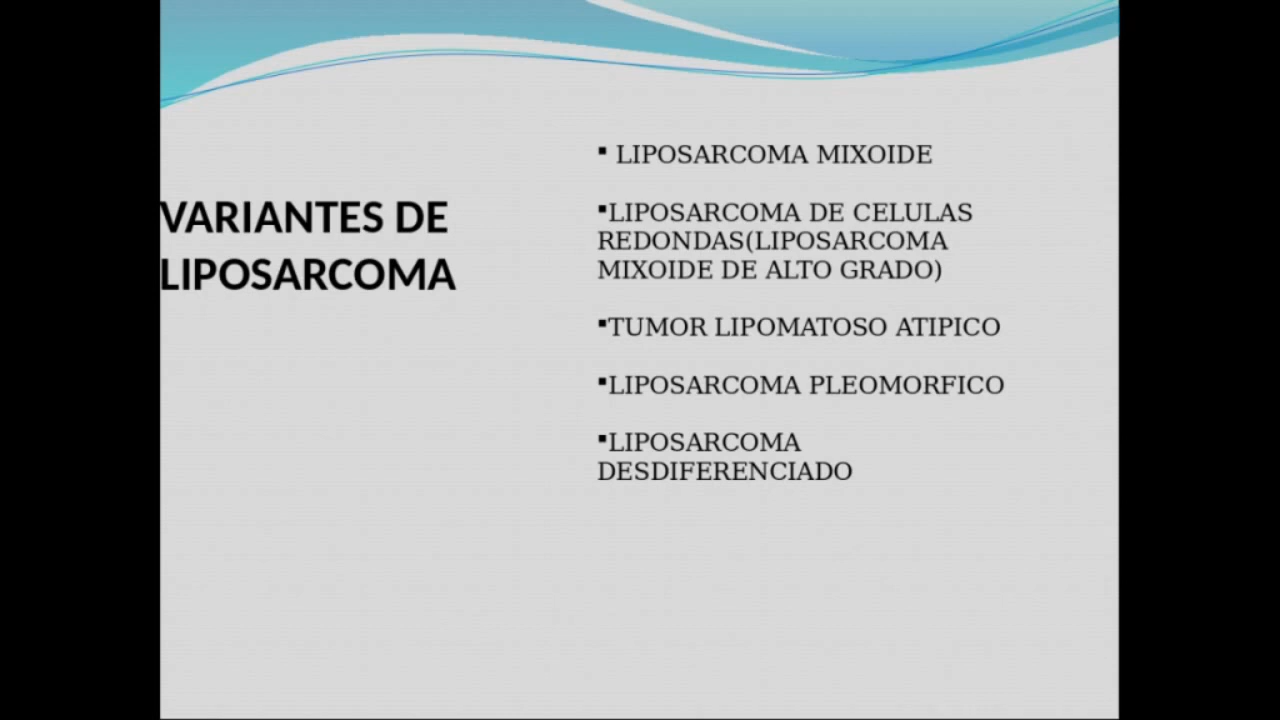 VARIANTES DE
LIPOSARCOMA
▪ LIPOSARCOMA MIXOIDE
▪LIPOSARCOMA DE CELULAS
REDONDAS(LIPOSARCOMA
MIXOIDE DE ALTO GRADO)
▪TUMOR LIPOMATOSO ATIPICO
▪LIPOSARCOMA PLEOMORFICO
▪LIPOSARCOMA
DESDIFERENCIADO